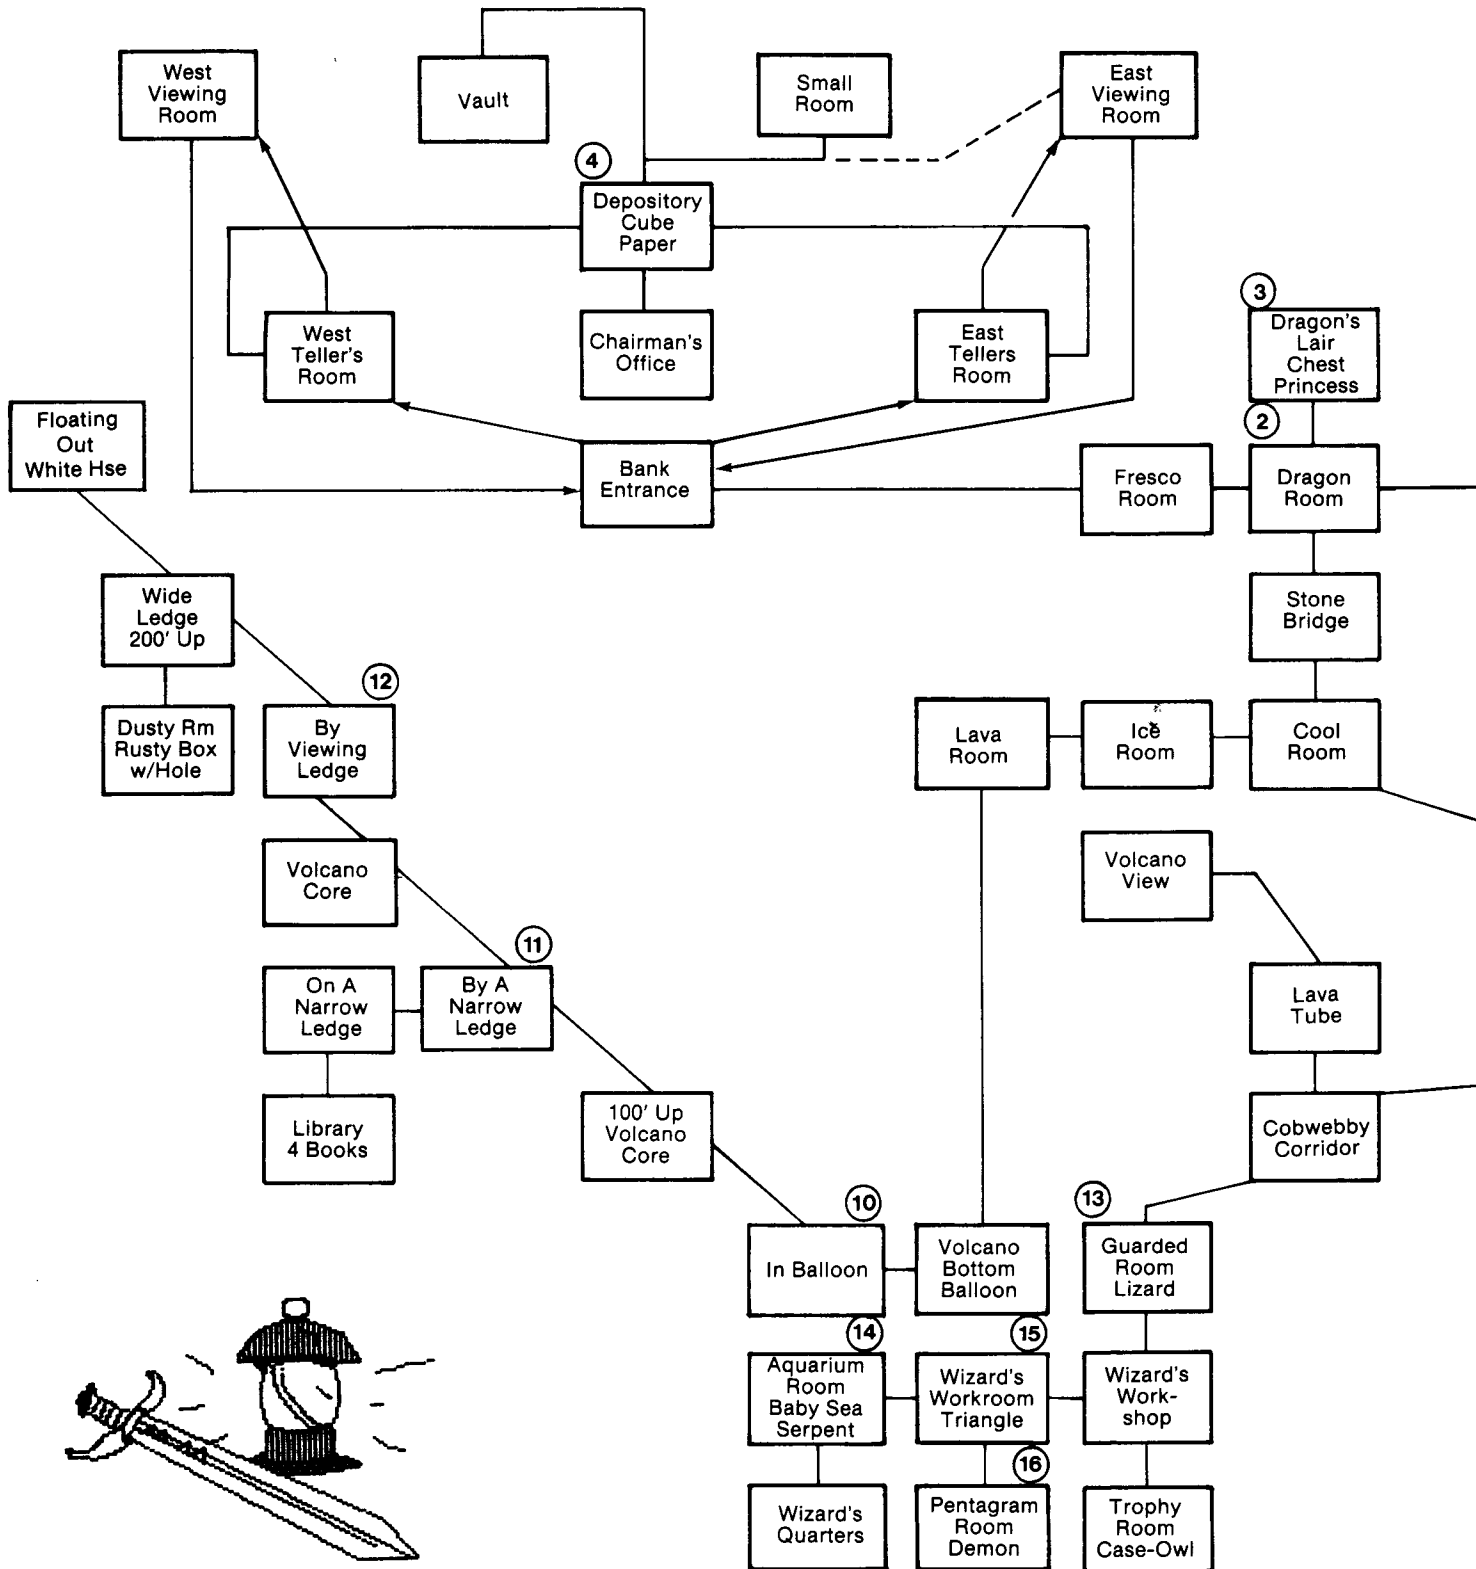 West
Viewing
Room
Vault
Small
Room
East
Viewing
Room
4
Depository
Cube
Paper
3
Dragon's
Lair
Chest
Princess
West
Teller's
Room
Chairman's
Office
East
Tellers
Room
2
Floating
Out
White Hse
Bank
Entrance
Fresco
Room
Dragon
Room
Wide
Ledge
200' Up
Stone
Bridge
12
Dusty Rm
Rusty Box
w/Hole
By
Viewing
Ledge
Lava
Room
Ice
Room
Cool
Room
Volcano
Core
Volcano
View
11
On A
Narrow
Ledge
By A
Narrow
Ledge
Lava
Tube
Library
4 Books
100' Up
Volcano
Core
Cobwebby
Corridor
10
13
In Balloon
Volcano
Bottom
Balloon
Guarded
Room
Lizard
14
15
Aquarium
Room
Baby Sea
Serpent
Wizard's
Workroom
Triangle
Wizard's
Work-
shop
16
Wizard's
Quarters
Pentagram
Room
Demon
Trophy
Room
Case-Owl